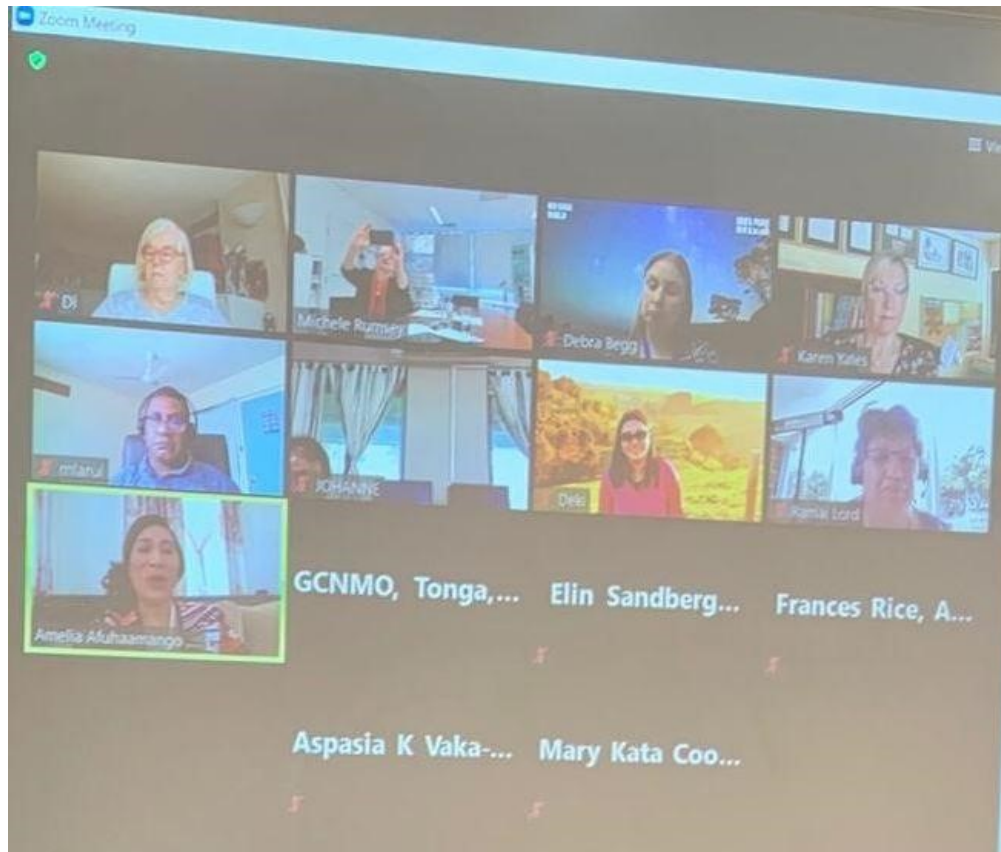 Zoom Meeting
Di
Michele Rumsey
Debra Begg
Karen Yates
mlarui
JOHANNE
Deki
Ramai Lord
Amelia Afuhaamango
GCNMO, Tonga,...
Elin Sandberg...
Frances Rice, A...
Aspasia K Vaka-...
Mary Kata Coo...